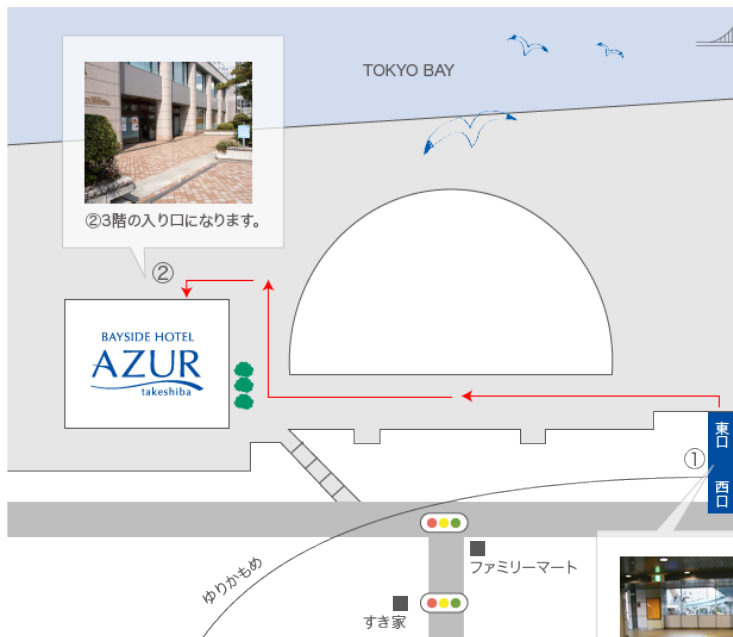 TOKYO BAY
②3階の入り口になります。
②
BAYSIDE HOTEL
AZUR
takeshiba
東口
①
西口
ゆりかもめ
ファミリーマート
すき家